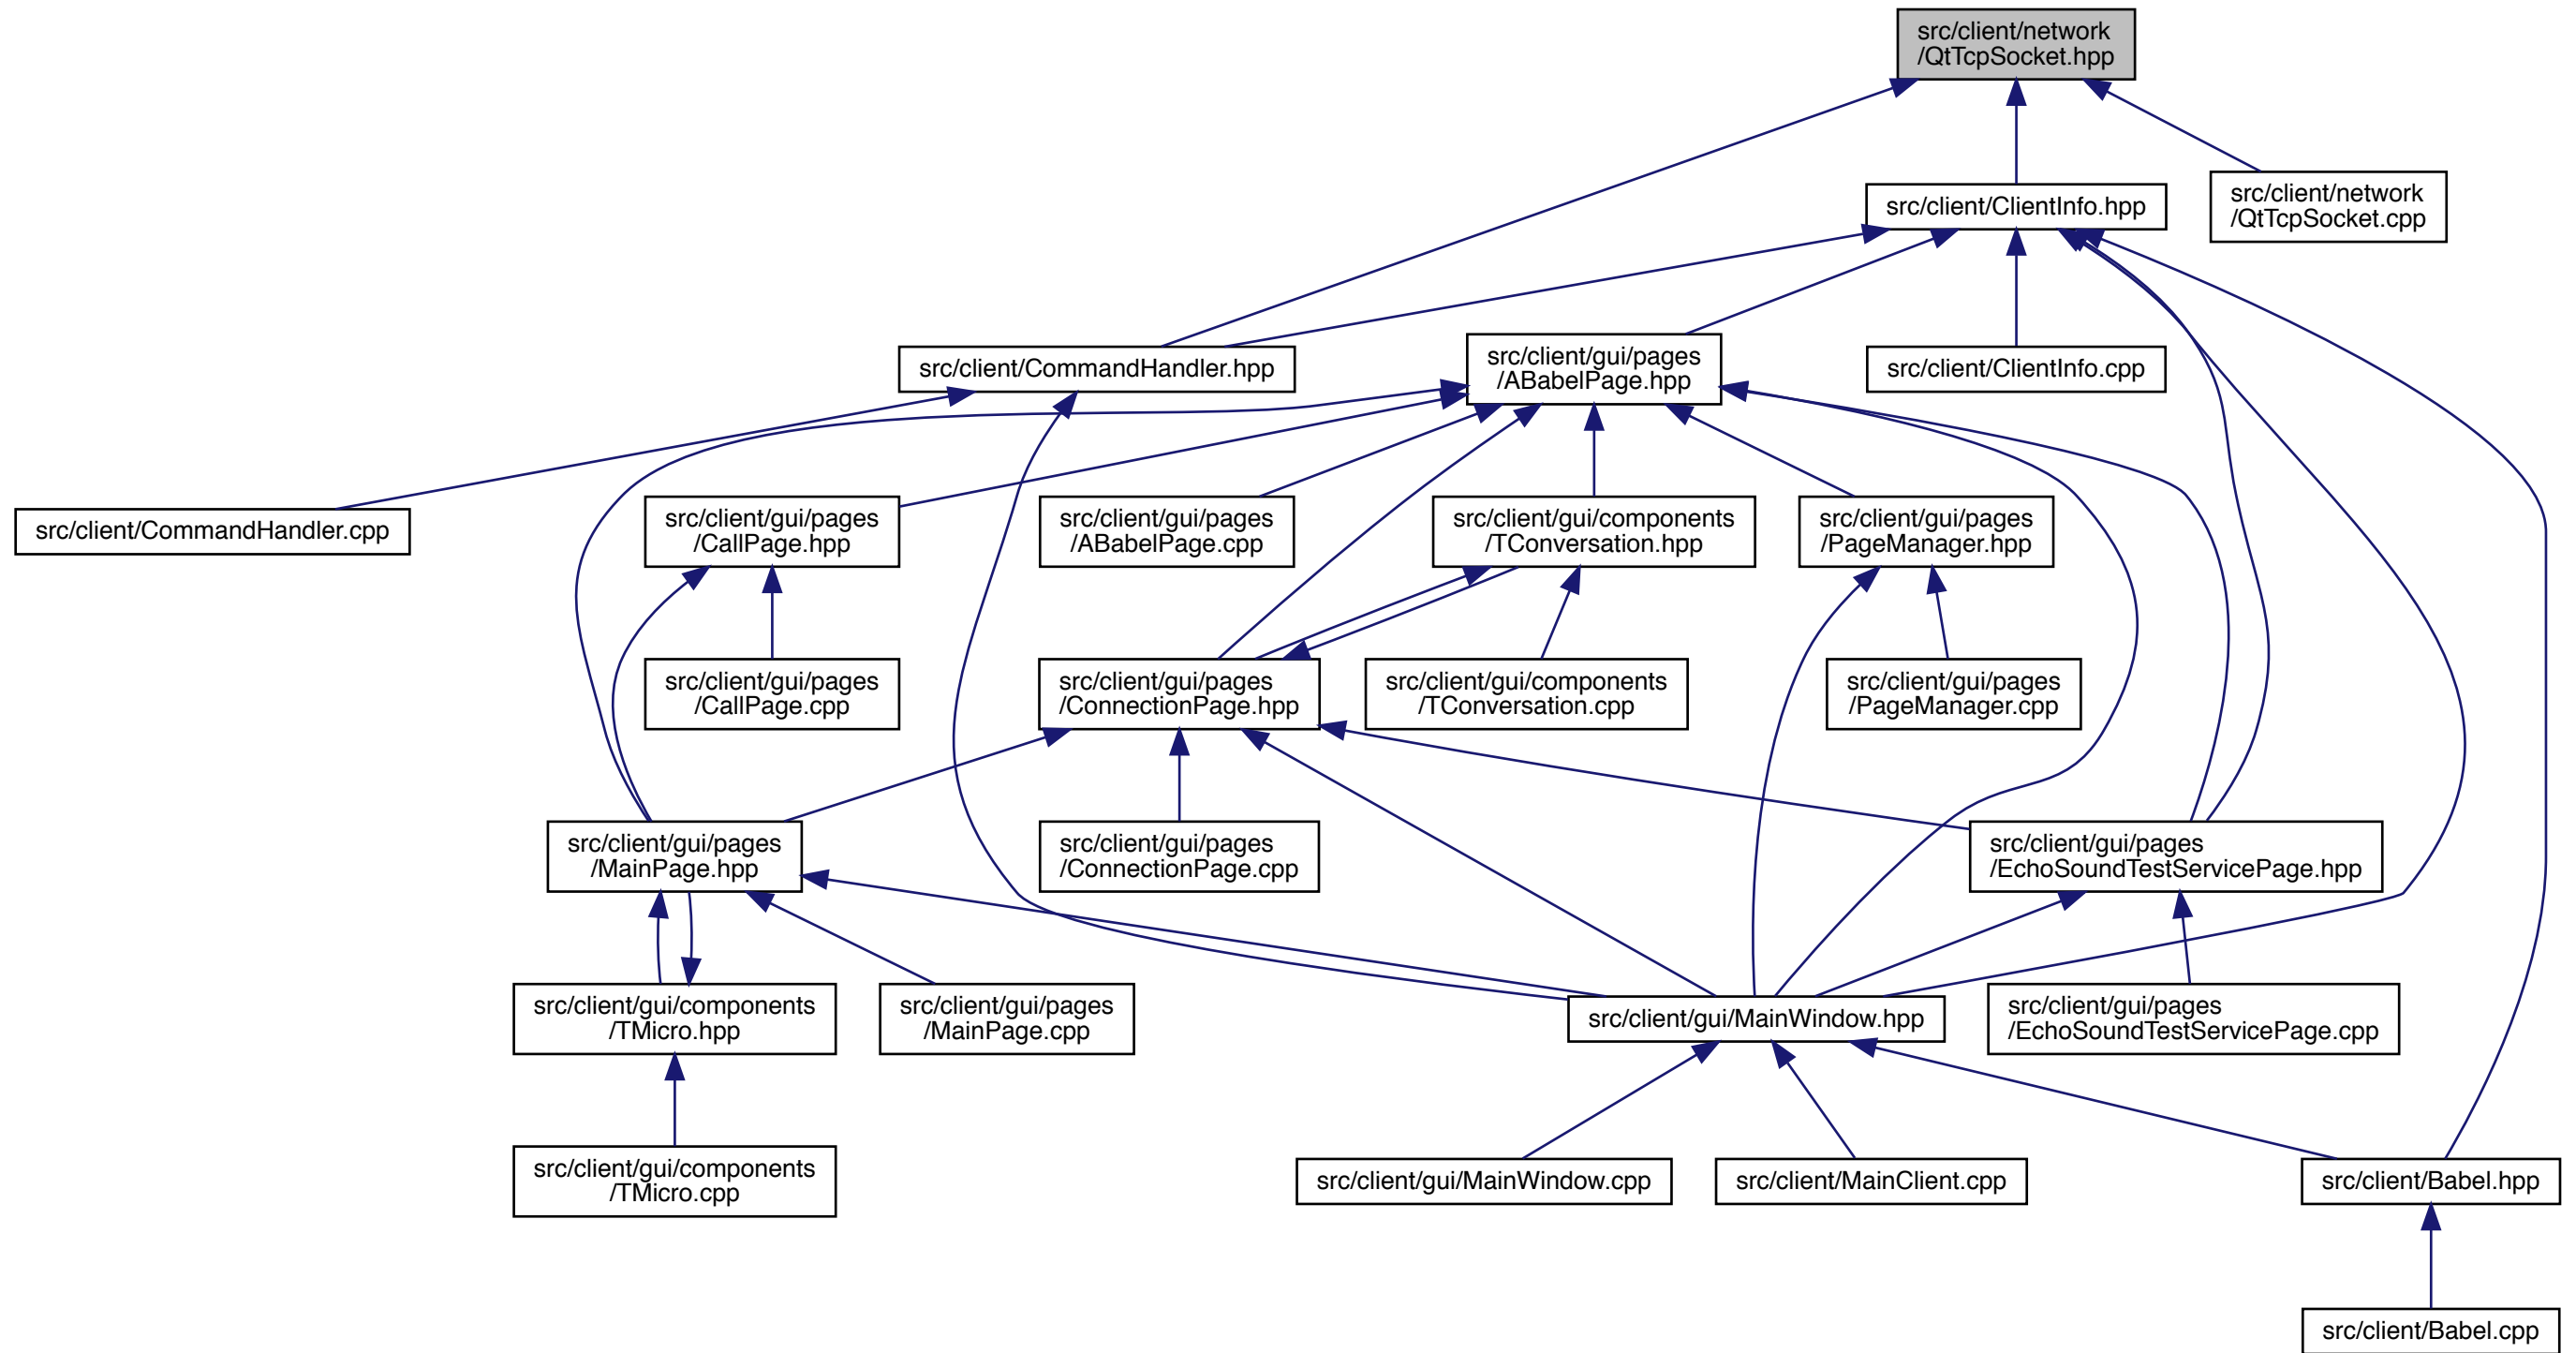 src/client/network
/QtTcpSocket.hpp
src/client/network
/QtTcpSocket.cpp
src/client/ClientInfo.hpp
src/client/CommandHandler.hpp
src/client/gui/pages
/ABabelPage.hpp
src/client/ClientInfo.cpp
src/client/CommandHandler.cpp
src/client/gui/pages
/CallPage.hpp
src/client/gui/pages
/ABabelPage.cpp
src/client/gui/components
/TConversation.hpp
src/client/gui/pages
/PageManager.hpp
src/client/gui/pages
/CallPage.cpp
src/client/gui/pages
/ConnectionPage.hpp
src/client/gui/components
/TConversation.cpp
src/client/gui/pages
/PageManager.cpp
src/client/gui/pages
/MainPage.hpp
src/client/gui/pages
/ConnectionPage.cpp
src/client/gui/pages
/EchoSoundTestServicePage.hpp
src/client/gui/components
/TMicro.hpp
src/client/gui/pages
/MainPage.cpp
src/client/gui/MainWindow.hpp
src/client/gui/pages
/EchoSoundTestServicePage.cpp
src/client/gui/components
/TMicro.cpp
src/client/gui/MainWindow.cpp
src/client/MainClient.cpp
src/client/Babel.hpp
src/client/Babel.cpp